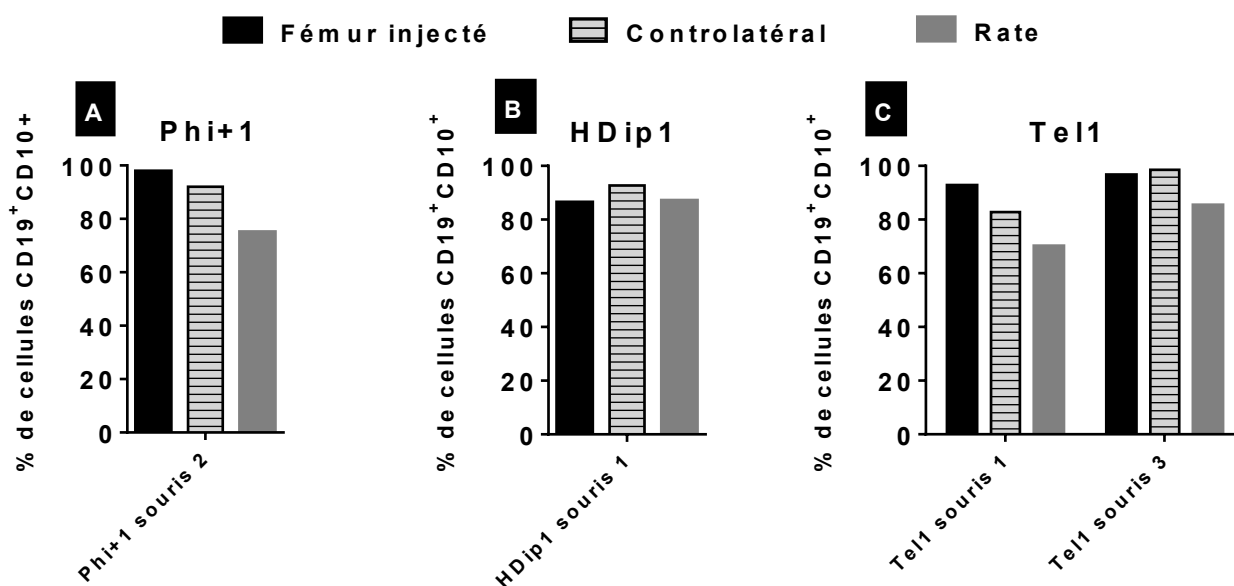 Fémur injecté
Controlatéral
Rate
A
Phi+1
% de cellules CD19⁺CD10+
100
80
60
40
20
0
Phi+1 souris 2
B
HDip1
% de cellules CD19⁺CD10⁺
100
80
60
40
20
0
HDip1 souris 1
C
Tel1
% de cellules CD19⁺CD10⁺
100
80
60
40
20
0
Tel1 souris 1
Tel1 souris 3